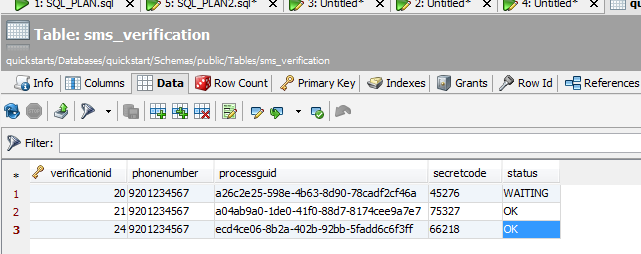 1: SQL_PLAN.sql 5: SQL_PLAN2.sql* 3: Untitled* 2: Untitled* 4: Untitled*
Table: sms_verification
quickstarts/Databases/quickstart/Schemas/public/Tables/sms_verification
Info Columns Data Row Count Primary Key Indexes Grants Row Id References
Filter:
* verificationid phonenumber processguid secretcode status
1 20 9201234567 a26c2e25-598e-4b63-8d90-78cadf2cf46a 45276 WAITING
2 21 9201234567 a04ab9a0-1de0-41f0-88d7-8174cee9a7e7 75327 OK
3 24 9201234567 ecd4ce06-8b2a-402b-92bb-5fadd6c6f3ff 66218 OK